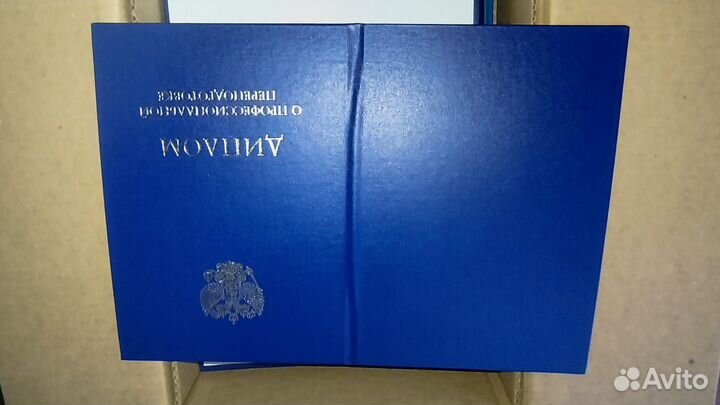 ДИПЛОМ
О ПРОФЕССИОНАЛЬНОЙ
ПЕРЕПОДГОТОВКЕ
Avito